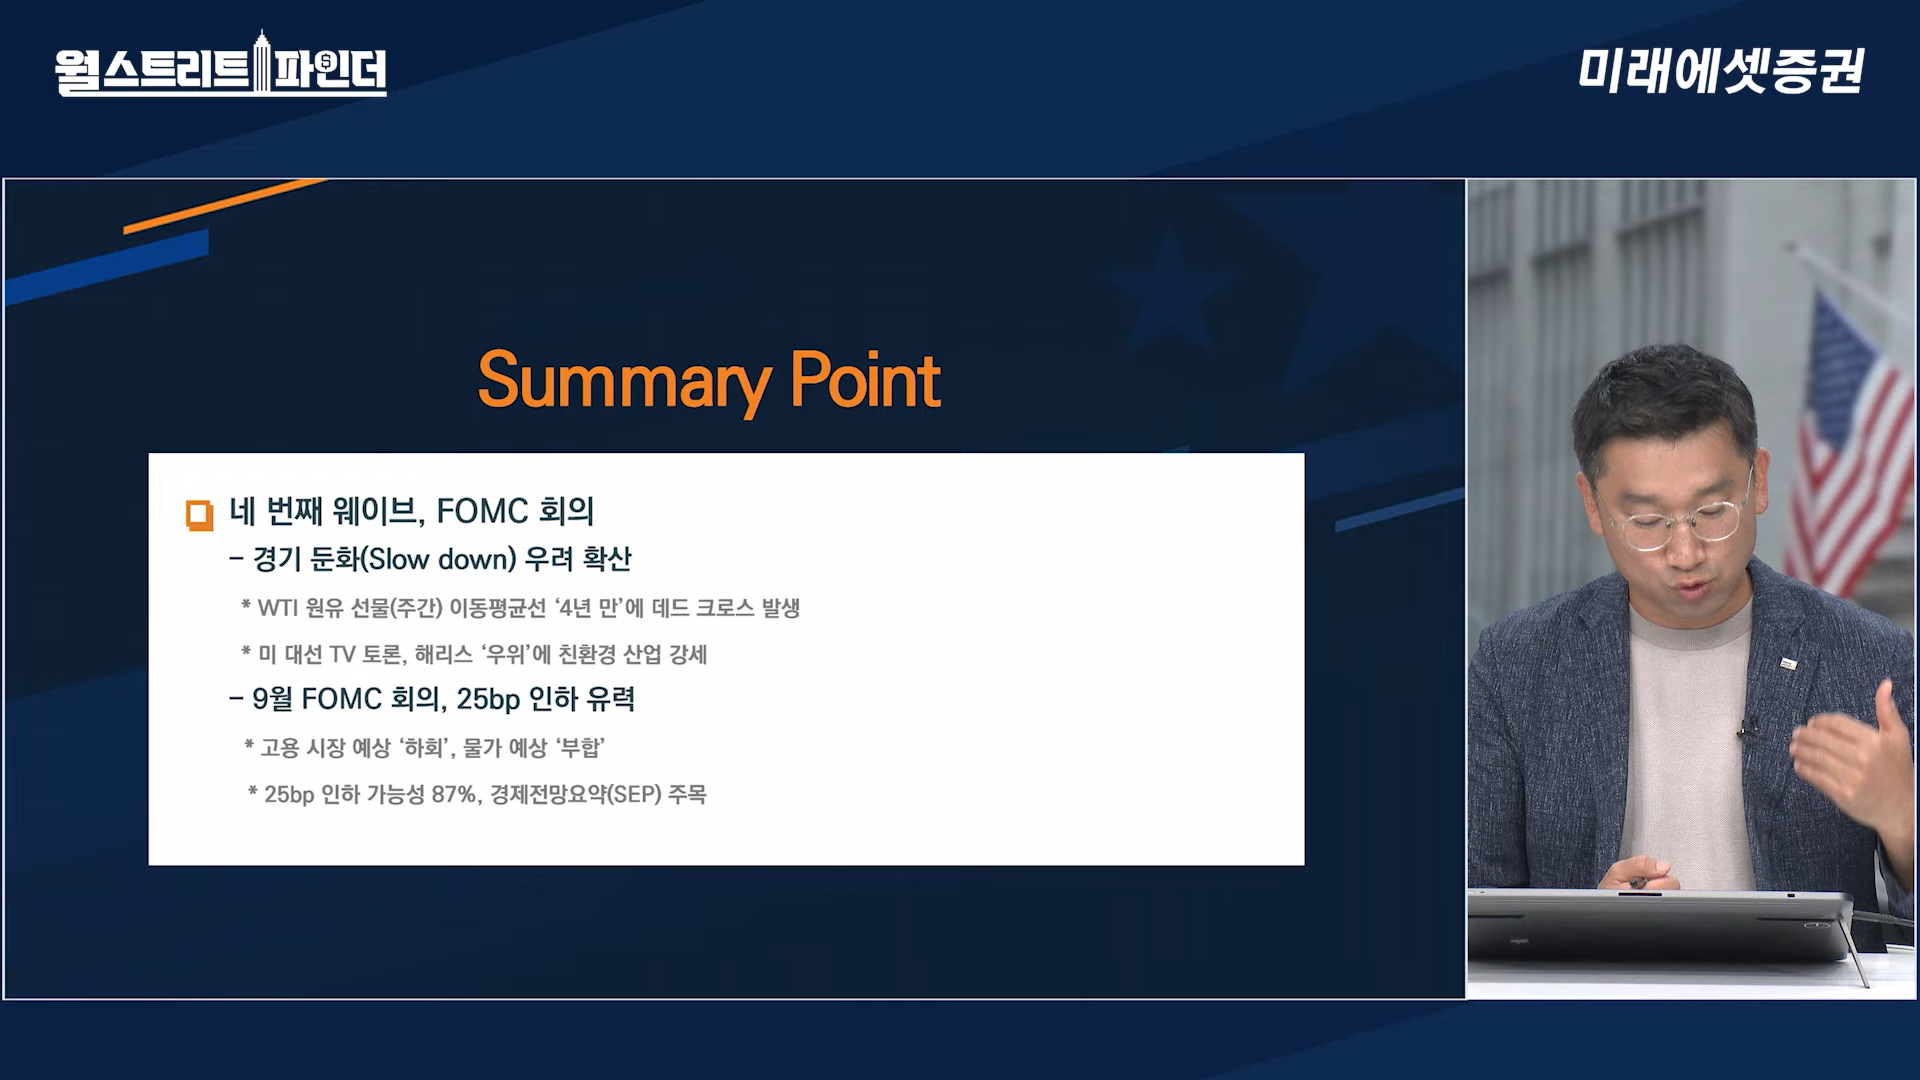 월스트리트파인더
미래에셋증권
Summary Point
네 번째 웨이브, FOMC 회의
– 경기 둔화(Slow down) 우려 확산
* WTI 원유 선물(주간) 이동평균선 ‘4년 만’에 데드 크로스 발생
* 미 대선 TV 토론, 해리스 ‘우위’에 친환경 산업 강세
– 9월 FOMC 회의, 25bp 인하 유력
* 고용 시장 예상 ‘하회’, 물가 예상 ‘부합’
* 25bp 인하 가능성 87%, 경제전망요약(SEP) 주목